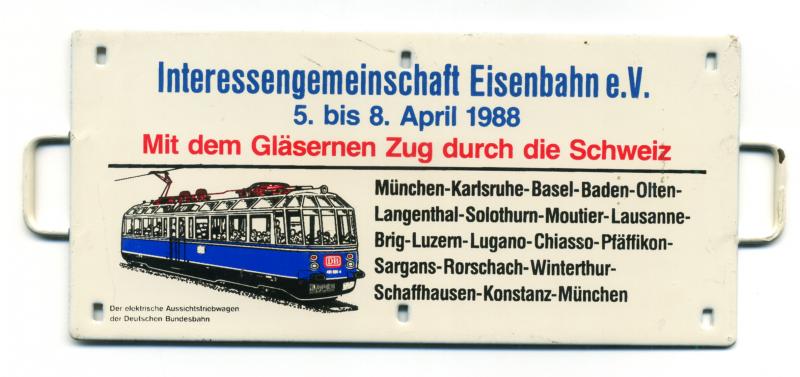 Interessengemeinschaft Eisenbahn e.V.
5. bis 8. April 1988
Mit dem Gläsernen Zug durch die Schweiz
München-Karlsruhe-Basel-Baden-Olten-
Langenthal-Solothurn-Moutier-Lausanne-
Brig-Luzern-Lugano-Chiasso-Pfäffikon-
Sargans-Rorschach-Winterthur-
Schaffhausen-Konstanz-München
DB
Der elektrische Aussichtstriebwagen
der Deutschen Bundesbahn